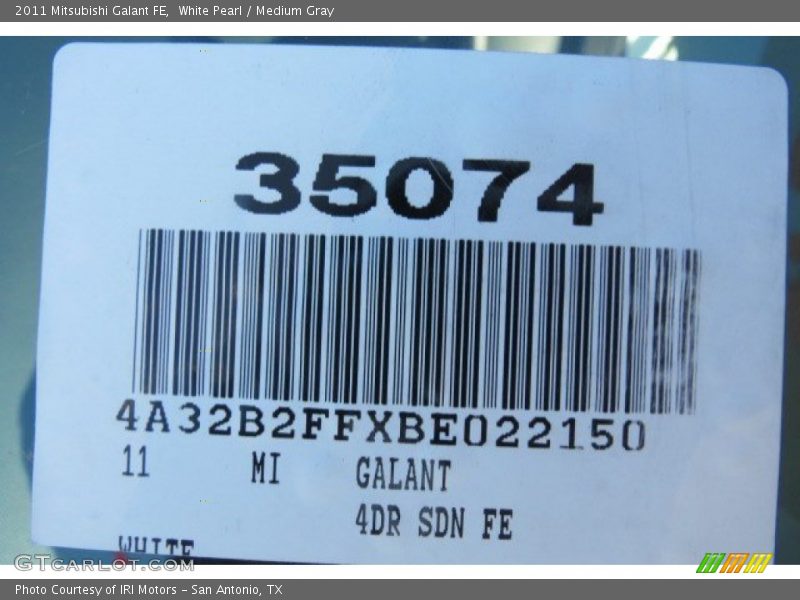 2011 Mitsubishi Galant FE, White Pearl / Medium Gray
35074
4A32B2FFXBE022150
11 MI GALANT
4DR SDN FE
WHITE
GTCARLOT.COM
Photo Courtesy of IRI Motors - San Antonio, TX